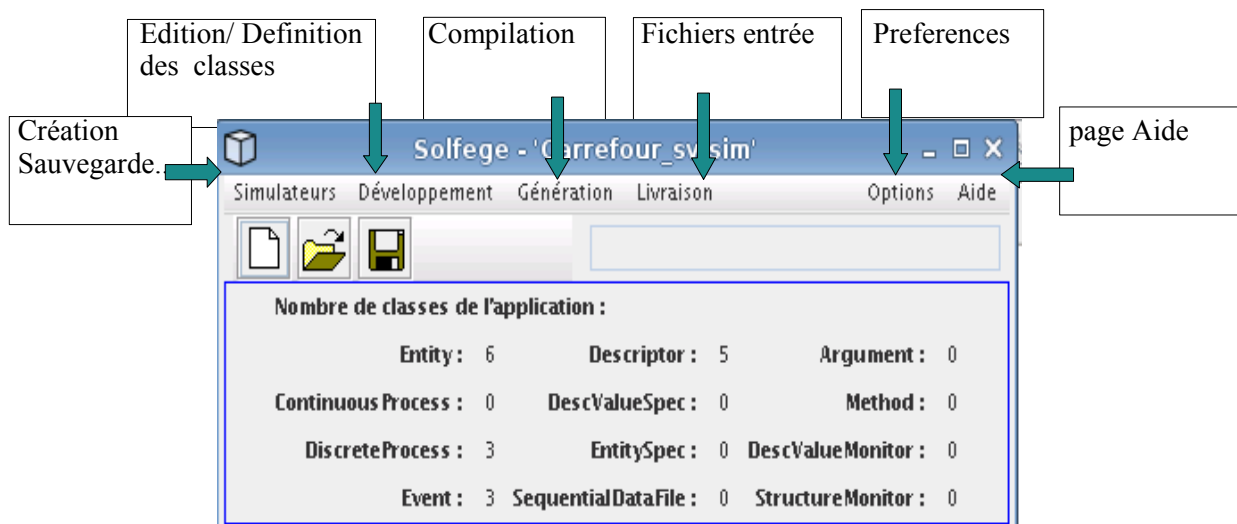 Edition/ Definition
des classes
Compilation
Fichiers entrée
Preferences
Création
Sauvegarde..
page Aide
Solfege - 'Carrefour_sv.sim'
Simulateurs Développement Génération Livraison Options Aide
Nombre de classes de l'application :
Entity : 6 Descriptor : 5 Argument : 0
ContinuousProcess : 0 DescValueSpec : 0 Method : 0
DiscreteProcess : 3 EntitySpec : 0 DescValueMonitor : 0
Event : 3 SequentialDataFile : 0 StructureMonitor : 0